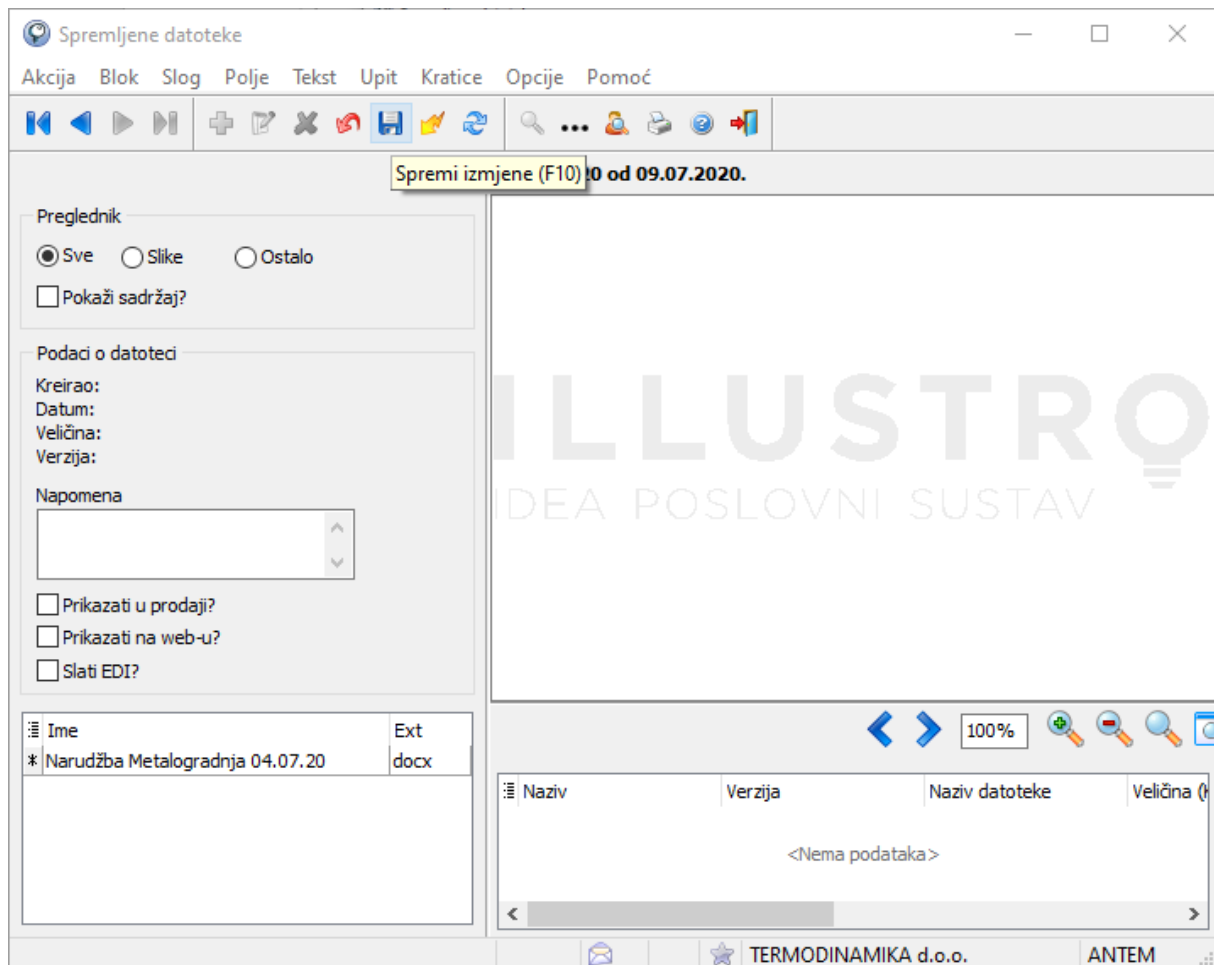 Spremljene datoteke
Akcija Blok Slog Polje Tekst Upit Kratice Opcije Pomoć
Spremi izmjene (F10)
0 od 09.07.2020.
Preglednik
Sve Slike Ostalo
Pokaži sadržaj?
Podaci o datoteci
Kreirao:
Datum:
Veličina:
Verzija:
Napomena
Prikazati u prodaji?
Prikazati na web-u?
Slati EDI?
Ime Ext
Narudžba Metalogradnja 04.07.20 docx
ILLUSTRO
IDEA POSLOVNI SUSTAV
100%
Naziv Verzija Naziv datoteke Veličina
<Nema podataka>
TERMODINAMIKA d.o.o. ANTEM